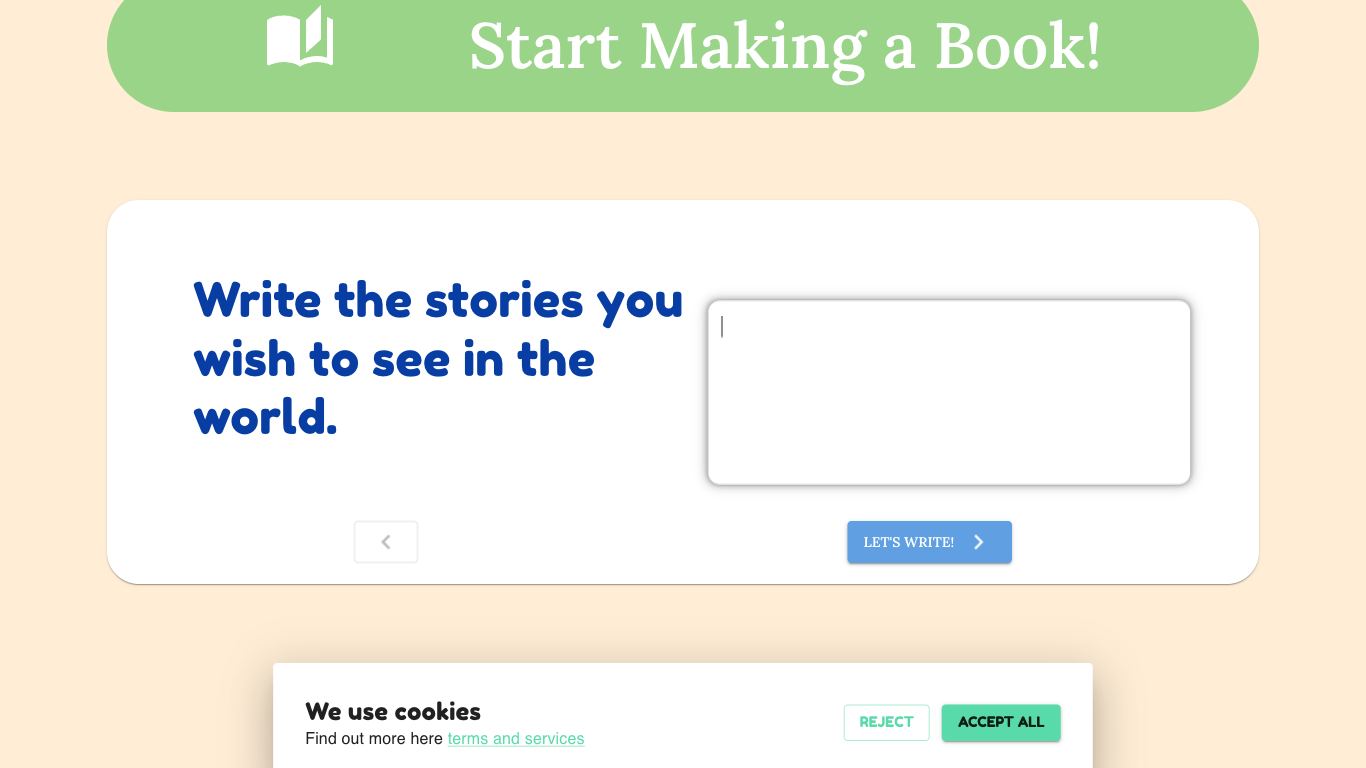 Start Making a Book!
Write the stories you
wish to see in the
world.
LET'S WRITE!
We use cookies
Find out more here terms and services
REJECT
ACCEPT ALL